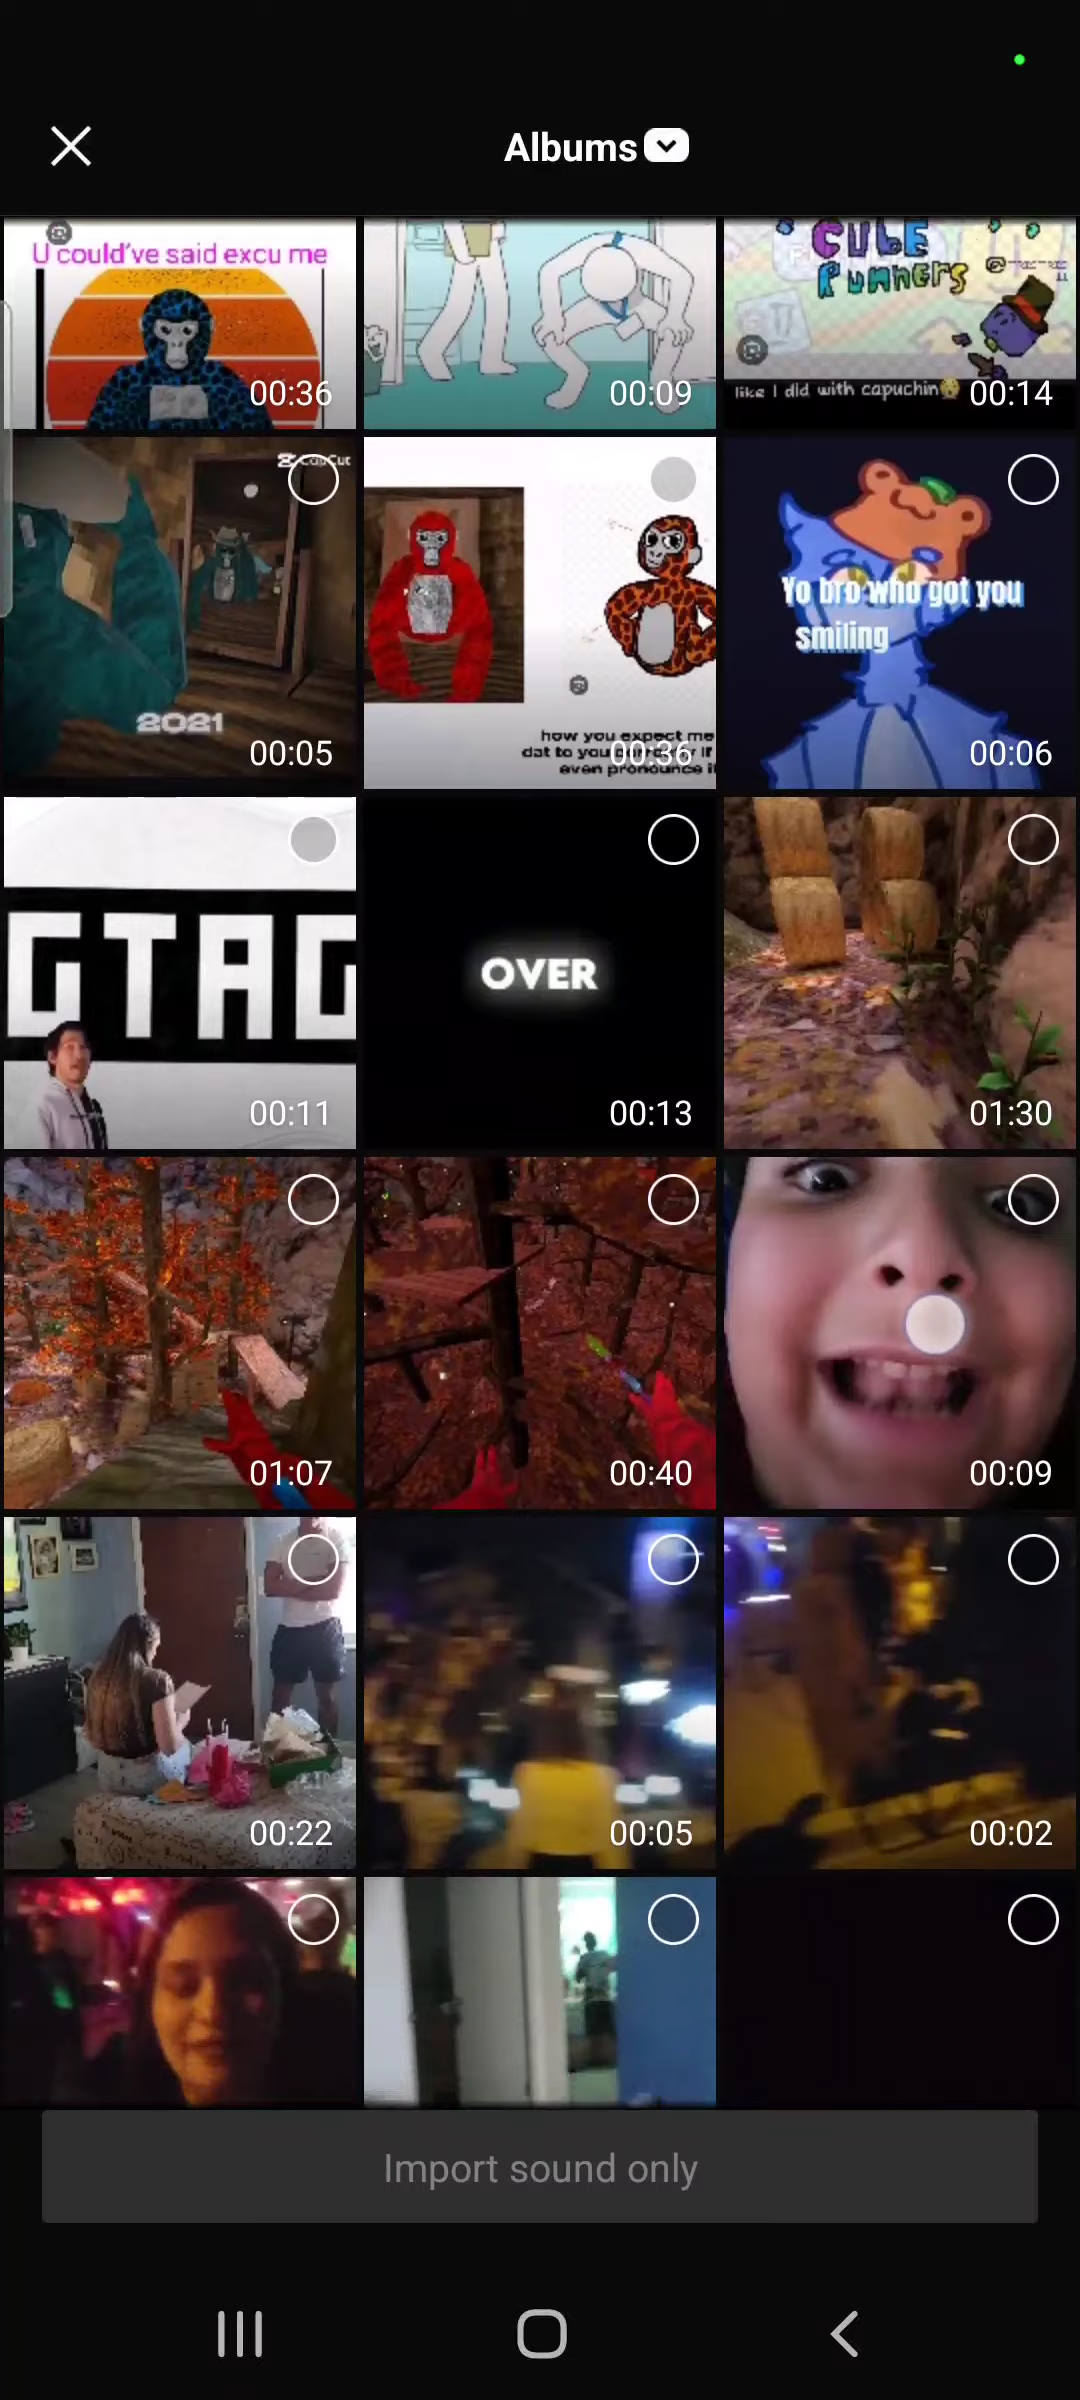 Albums
U could've said excu me
00:36
00:09
CUBE
RUNNERS
like I did with capuchin
00:14
CapCut
2021
00:05
how you expect me
dat to you
if
even pronounce i
00:36
Yo bro who got you
smiling
00:06
GTAG
00:11
OVER
00:13
01:30
01:07
00:40
00:09
00:22
00:05
00:02
Import sound only